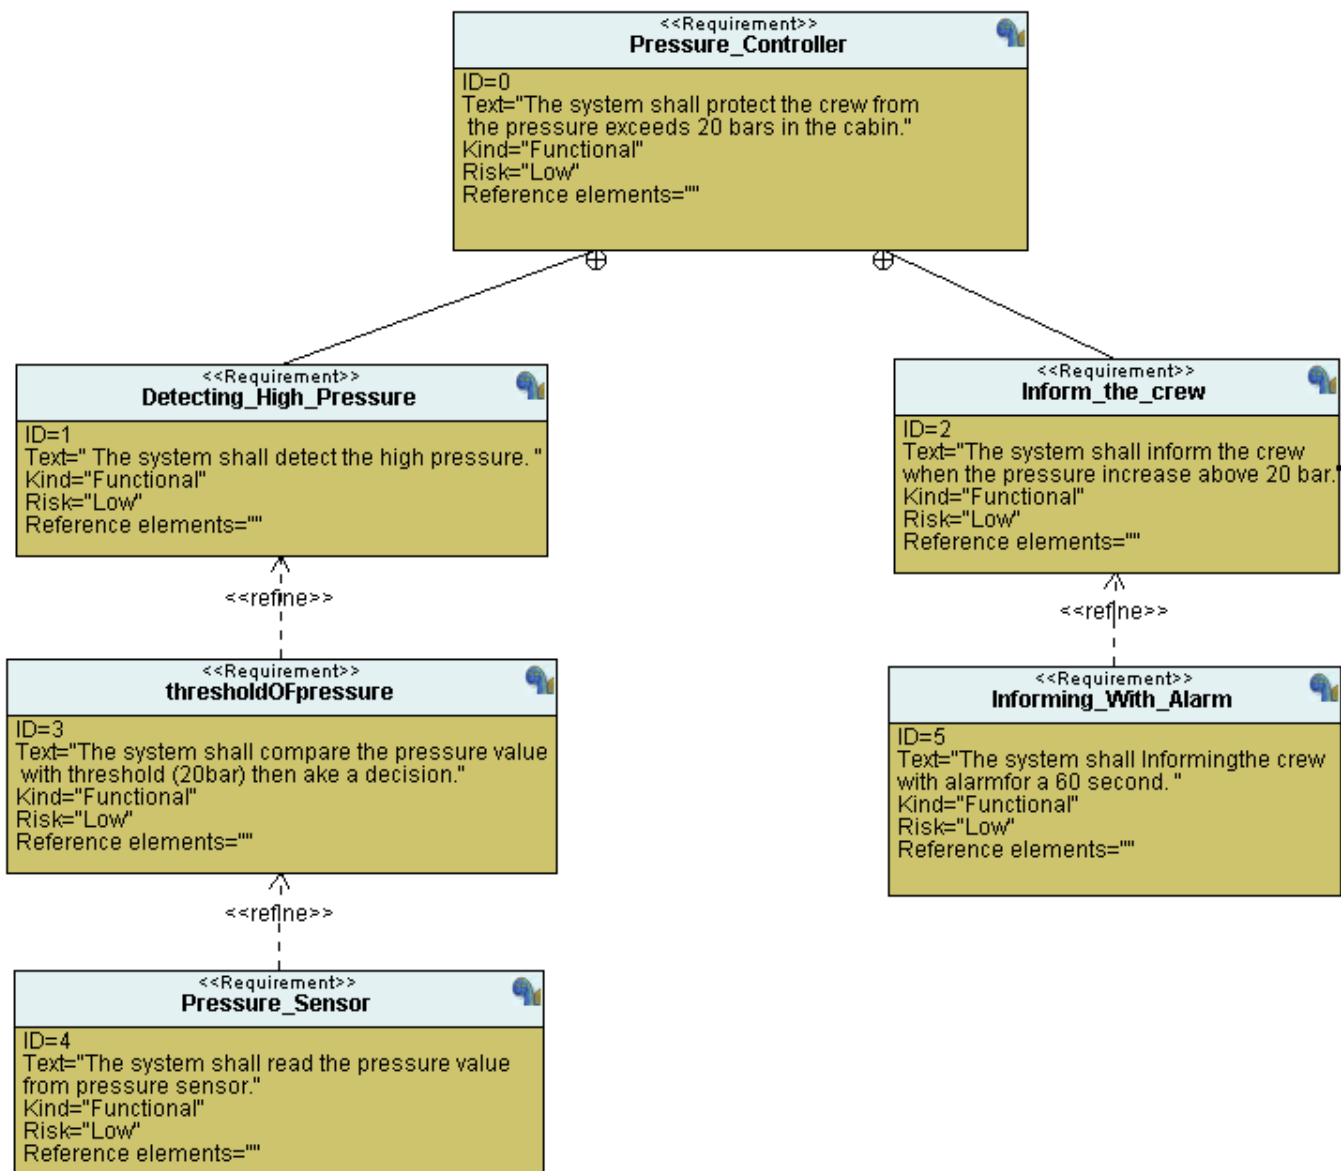 <<Requirement>>
Pressure_Controller
ID=0
Text="The system shall protect the crew from
the pressure exceeds 20 bars in the cabin."
Kind="Functional"
Risk="Low"
Reference elements=""
<<Requirement>>
Detecting_High_Pressure
ID=1
Text=" The system shall detect the high pressure. "
Kind="Functional"
Risk="Low"
Reference elements=""
<<Requirement>>
Inform_the_crew
ID=2
Text="The system shall inform the crew
when the pressure increase above 20 bar."
Kind="Functional"
Risk="Low"
Reference elements=""
<<refine>>
<<refine>>
<<Requirement>>
thresholdOFpressure
ID=3
Text="The system shall compare the pressure value
with threshold (20bar) then ake a decision."
Kind="Functional"
Risk="Low"
Reference elements=""
<<Requirement>>
Informing_With_Alarm
ID=5
Text="The system shall Informingthe crew
with alarmfor a 60 second. "
Kind="Functional"
Risk="Low"
Reference elements=""
<<refine>>
<<Requirement>>
Pressure_Sensor
ID=4
Text="The system shall read the pressure value
from pressure sensor."
Kind="Functional"
Risk="Low"
Reference elements=""